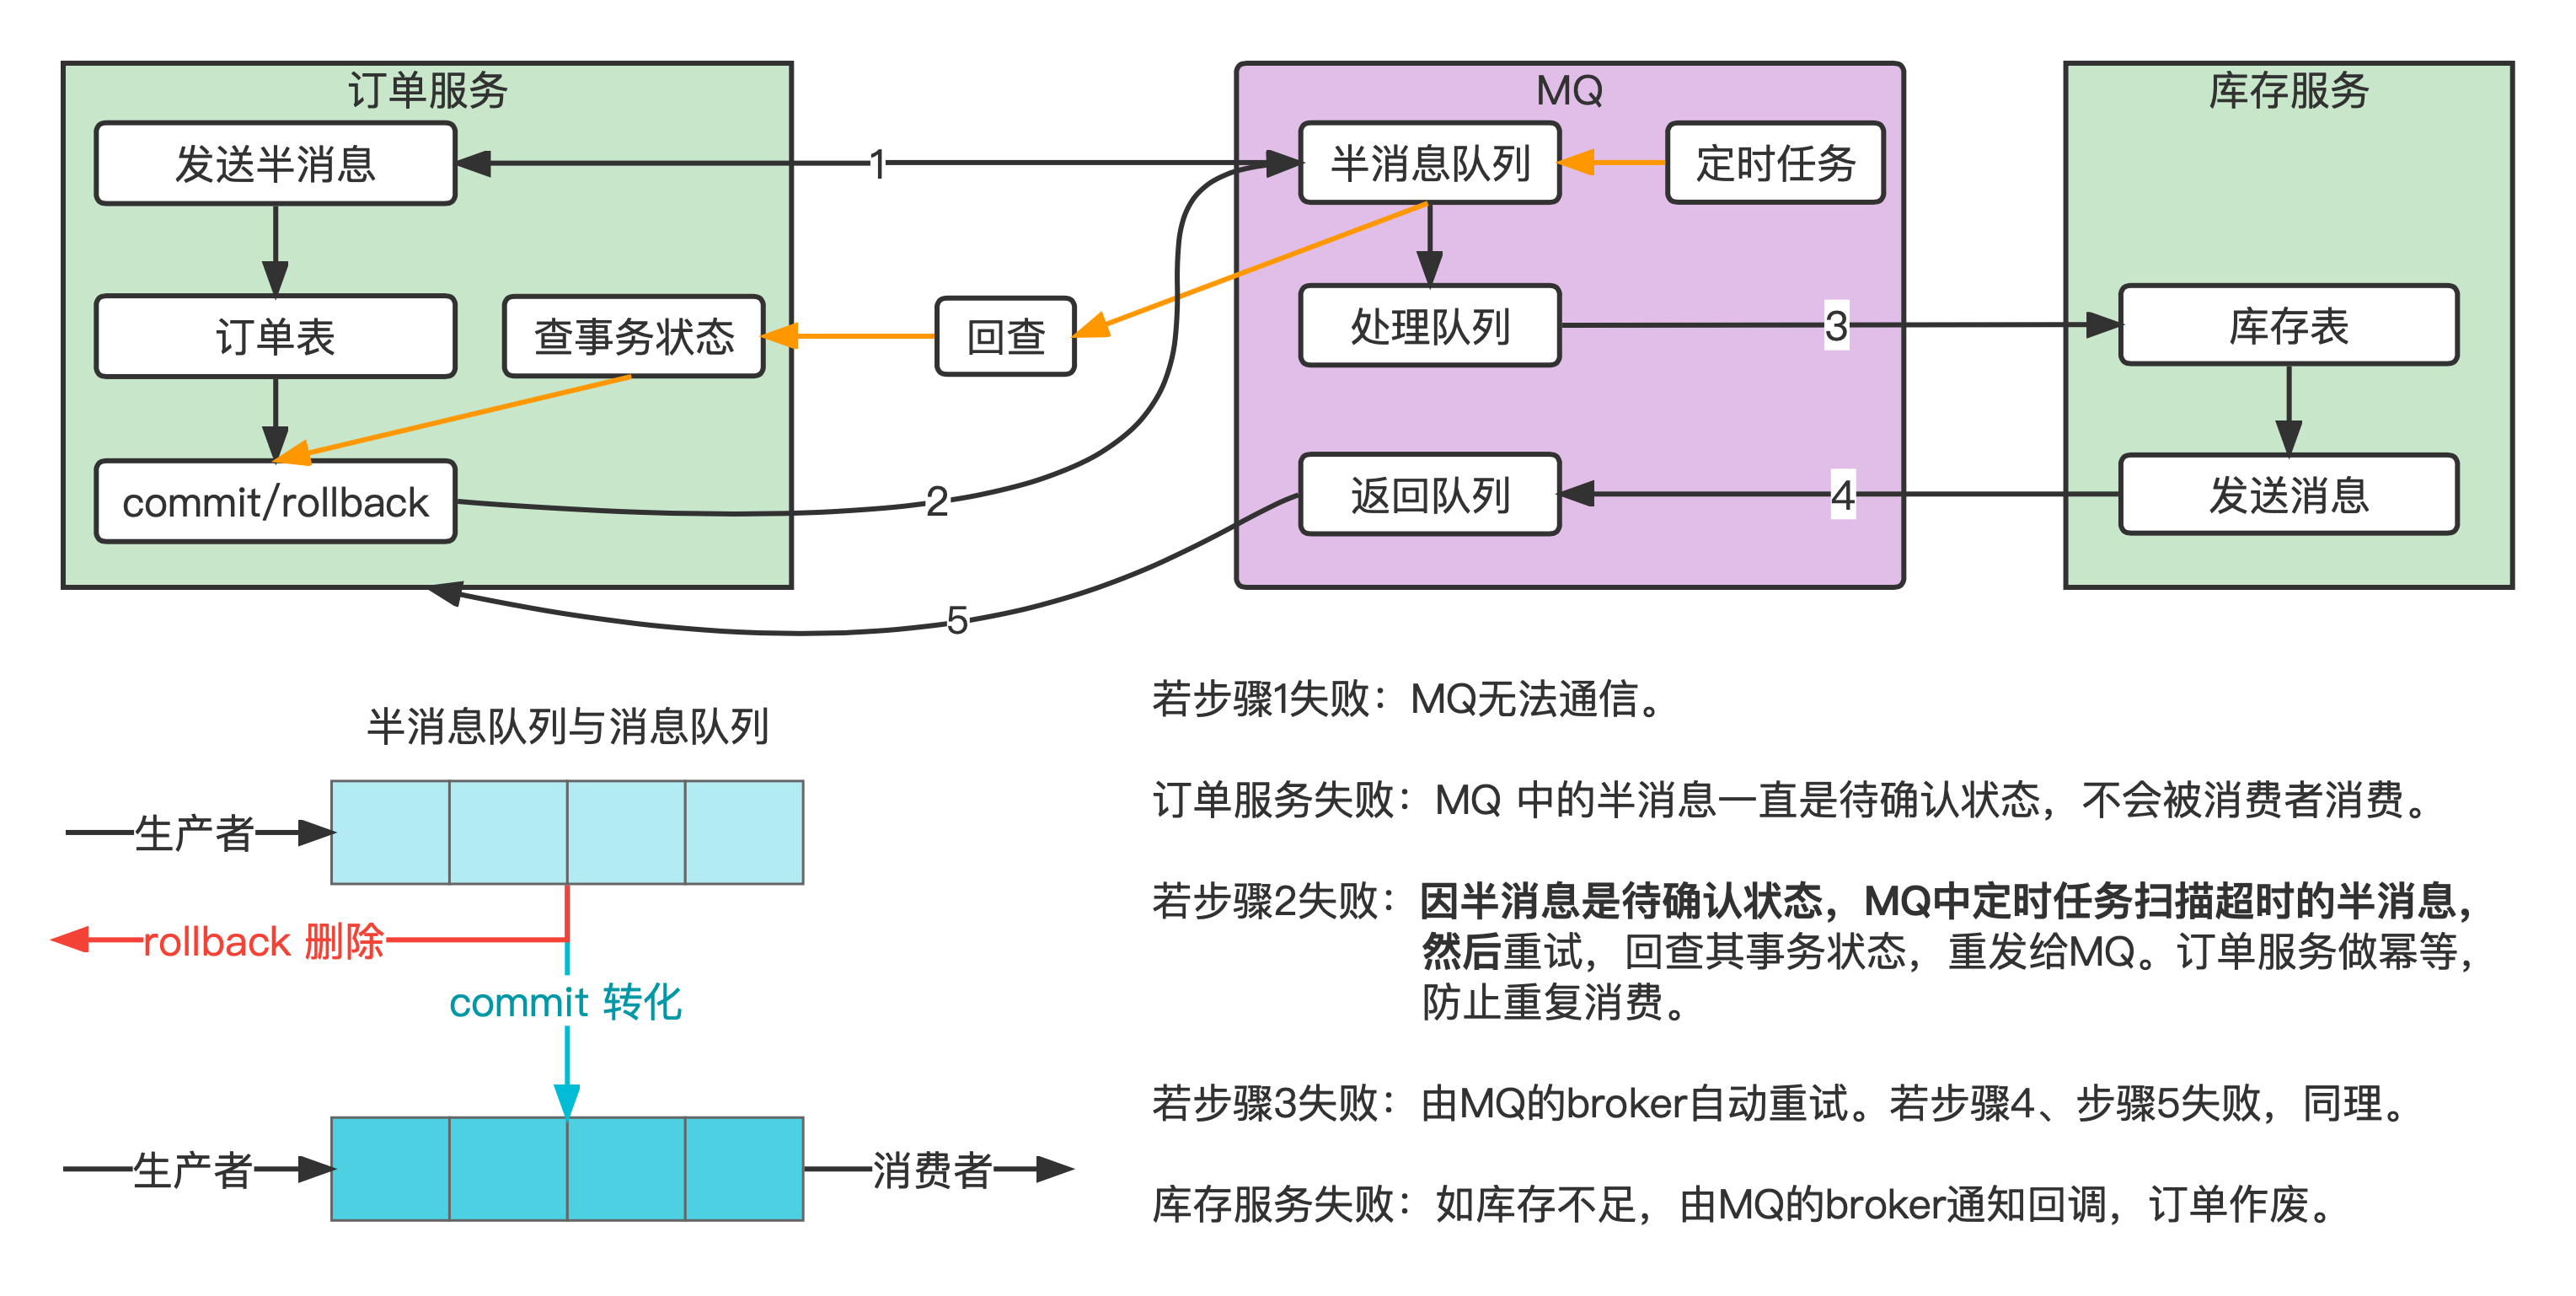 订单服务
MQ
库存服务
发送半消息
1
半消息队列
定时任务
订单表
查事务状态
回查
处理队列
3
库存表
commit/rollback
2
返回队列
4
发送消息
5
半消息队列与消息队列
生产者
rollback 删除
commit 转化
生产者
消费者
若步骤1失败：MQ无法通信。
订单服务失败：MQ 中的半消息一直是待确认状态，不会被消费者消费。
若步骤2失败：因半消息是待确认状态，MQ中定时任务扫描超时的半消息，
然后重试，回查其事务状态，重发给MQ。订单服务做幂等，
防止重复消费。
若步骤3失败：由MQ的broker自动重试。若步骤4、步骤5失败，同理。
库存服务失败：如库存不足，由MQ的broker通知回调，订单作废。